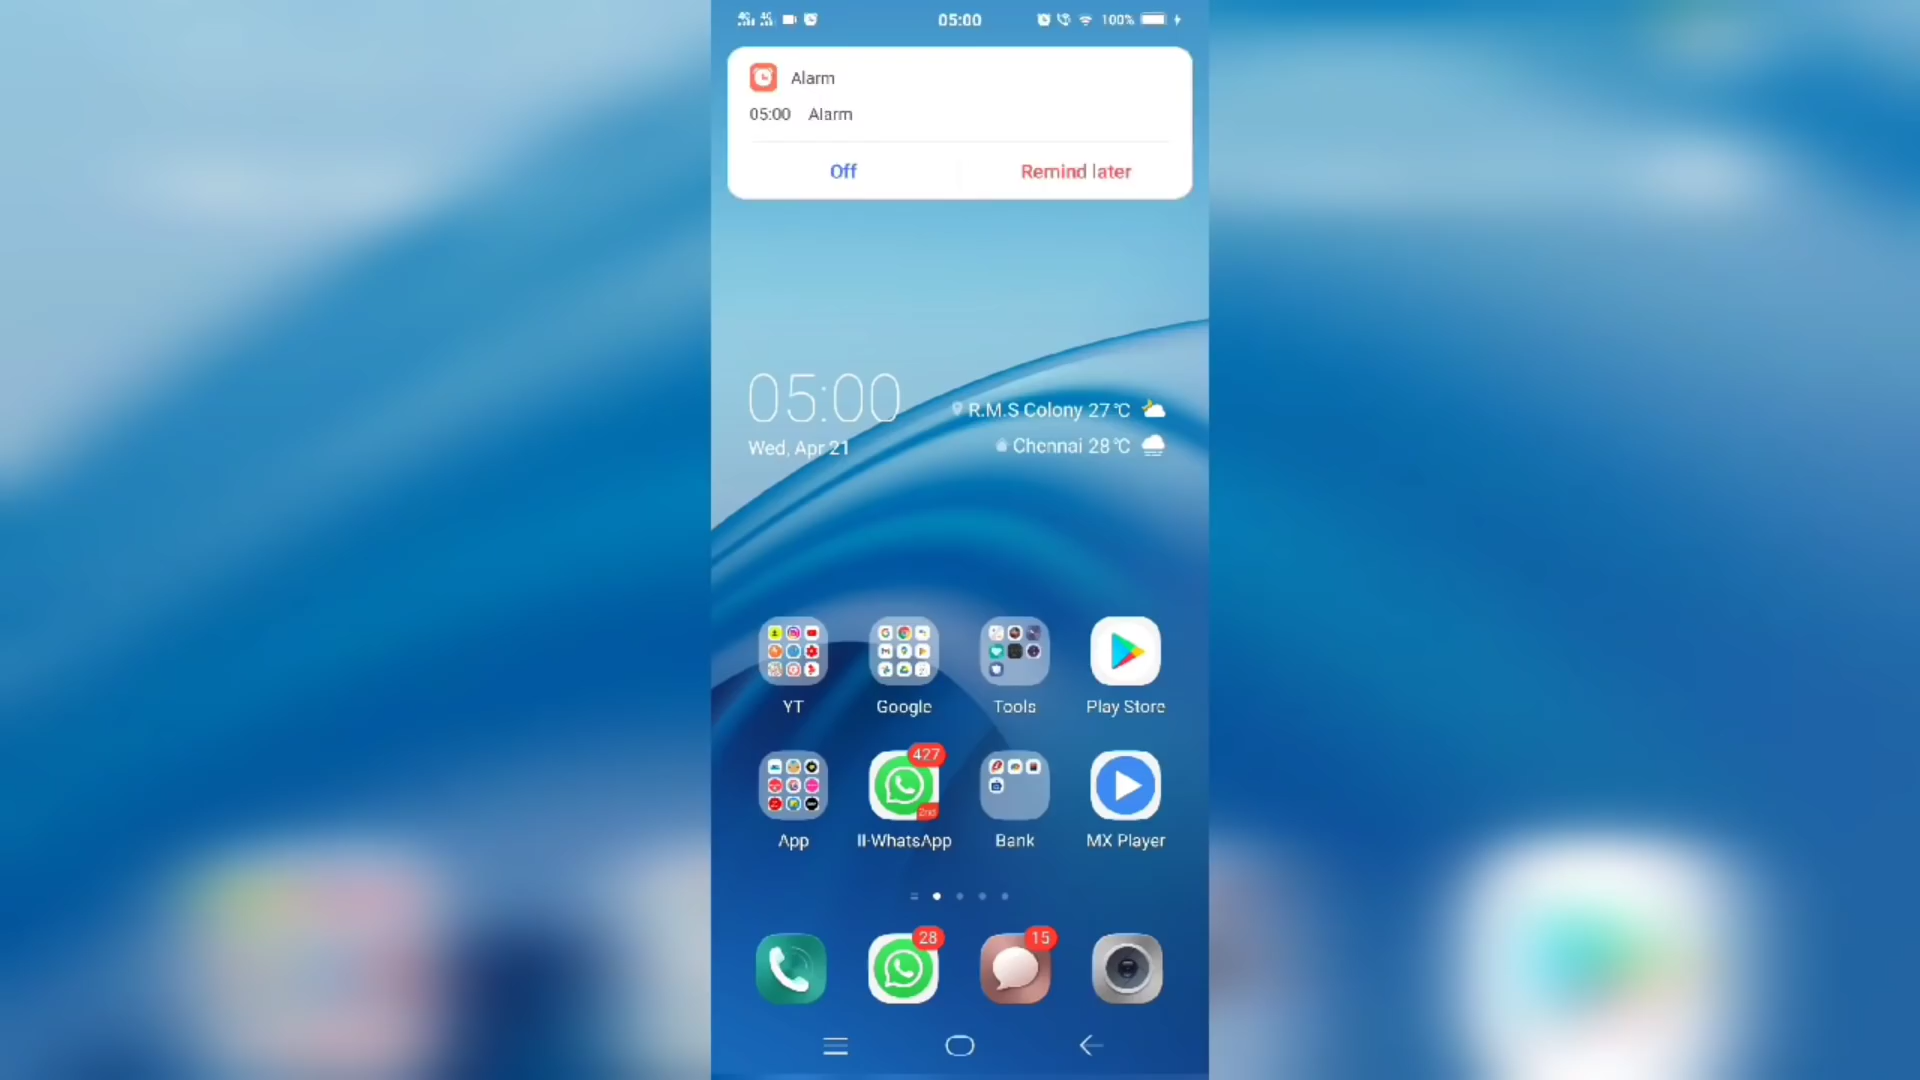 05:00
100%
Alarm
05:00 Alarm
Off
Remind later
05:00
R.M.S Colony 27℃
Wed, Apr 21
Chennai 28℃
YT
Google
Tools
Play Store
427
2nd
App
II-WhatsApp
Bank
MX Player
28
15